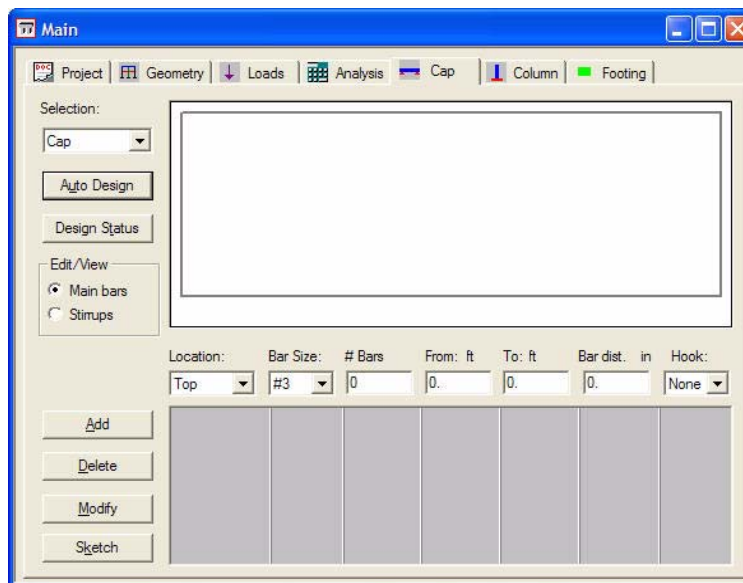 Main
Project Geometry Loads Analysis Cap Column Footing
Selection:
Cap
Auto Design
Design Status
Edit/View
Main bars
Stirrups
Location: Bar Size: # Bars From: ft To: ft Bar dist. in Hook:
Top #3 0 0. 0. 0. None
Add
Delete
Modify
Sketch